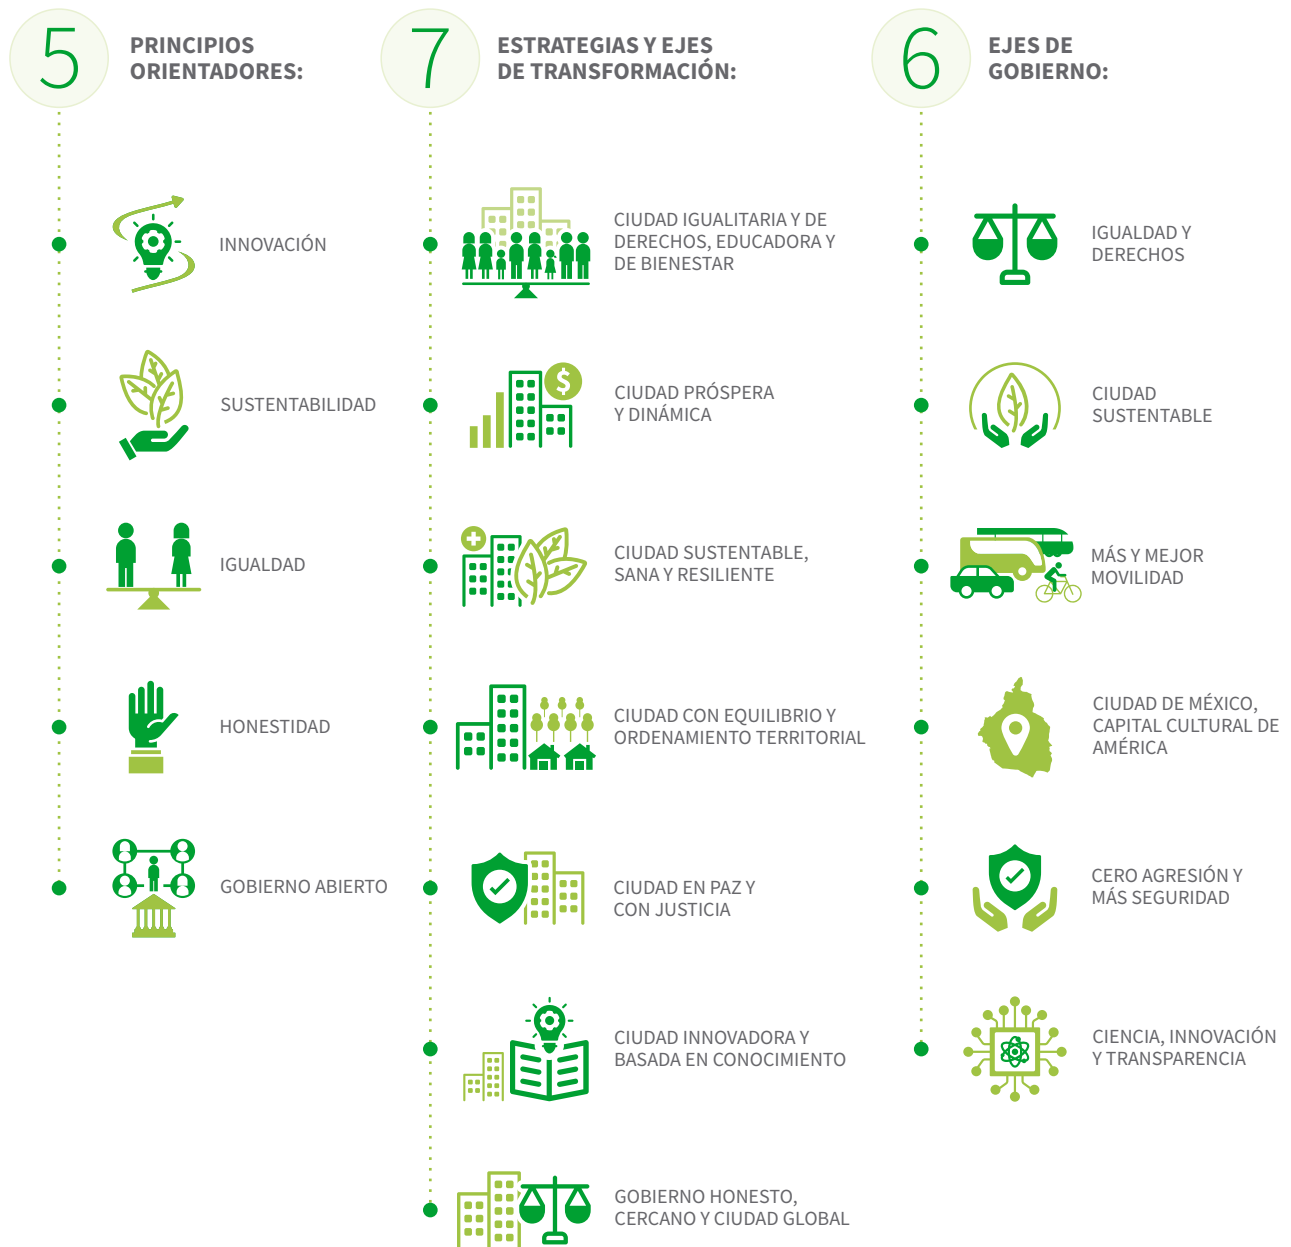 5
PRINCIPIOS
ORIENTADORES:
INNOVACIÓN
SUSTENTABILIDAD
IGUALDAD
HONESTIDAD
GOBIERNO ABIERTO
7
ESTRATEGIAS Y EJES
DE TRANSFORMACIÓN:
CIUDAD IGUALITARIA Y DE
DERECHOS, EDUCADORA Y
DE BIENESTAR
$
CIUDAD PRÓSPERA
Y DINÁMICA
CIUDAD SUSTENTABLE,
SANA Y RESILIENTE
CIUDAD CON EQUILIBRIO Y
ORDENAMIENTO TERRITORIAL
CIUDAD EN PAZ Y
CON JUSTICIA
CIUDAD INNOVADORA Y
BASADA EN CONOCIMIENTO
GOBIERNO HONESTO,
CERCANO Y CIUDAD GLOBAL
6
EJES DE
GOBIERNO:
IGUALDAD Y
DERECHOS
CIUDAD
SUSTENTABLE
MÁS Y MEJOR
MOVILIDAD
CIUDAD DE MÉXICO,
CAPITAL CULTURAL DE
AMÉRICA
CERO AGRESIÓN Y
MÁS SEGURIDAD
CIENCIA, INNOVACIÓN
Y TRANSPARENCIA